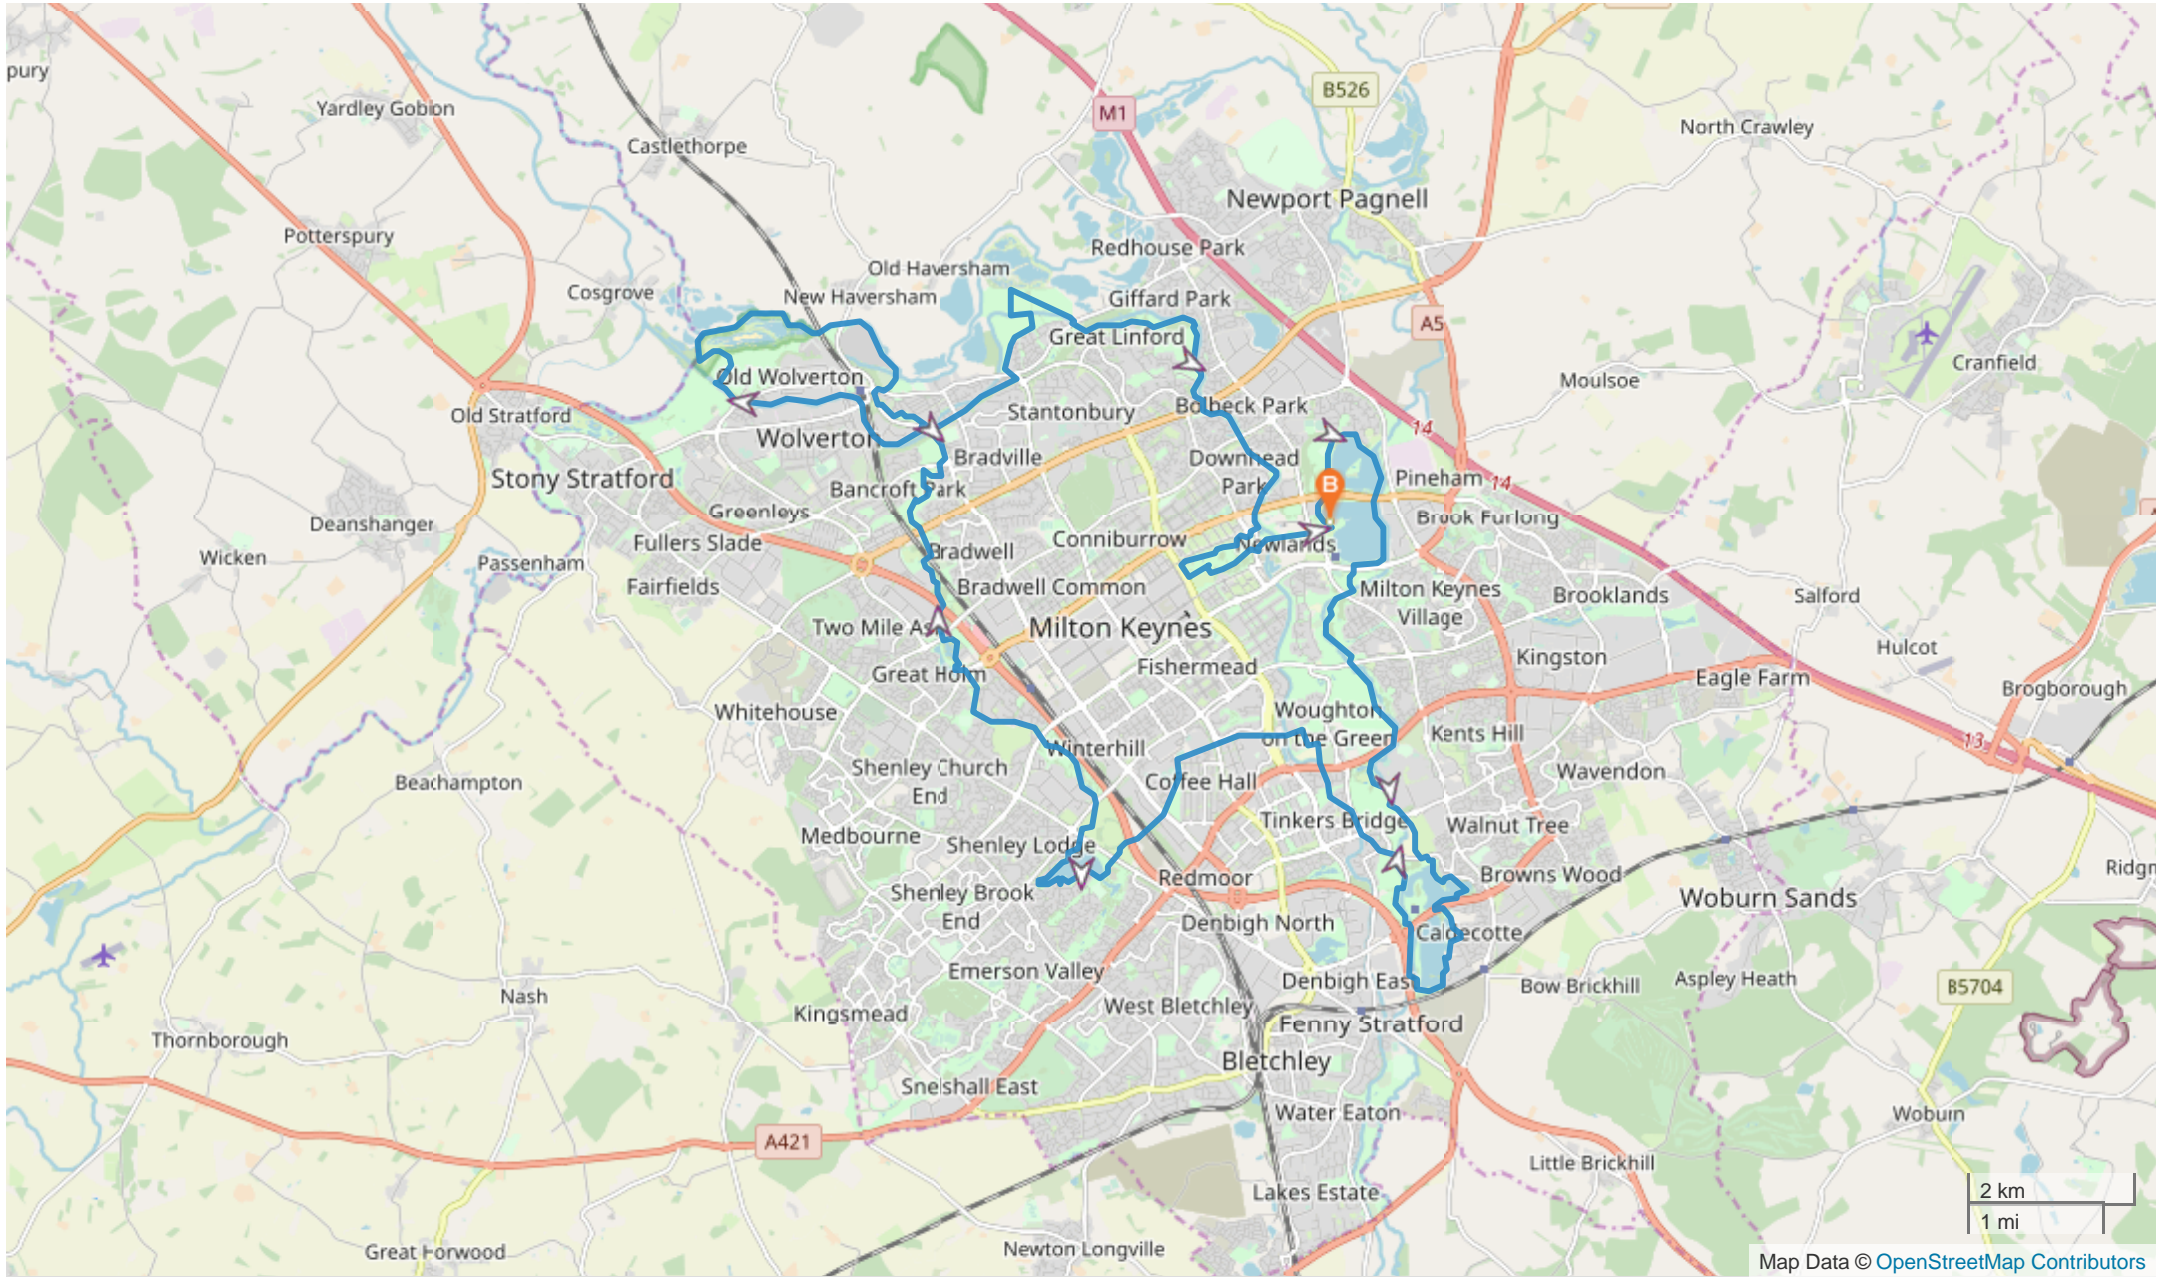 pury
Yardley Gobion
Castlethorpe
M1
B526
North Crawley
Newport Pagnell
Potterspury
Redhouse Park
Old Haversham
Cosgrove
New Haversham
Giffard Park
A5
Great Linford
Cranfield
Old Wolverton
Moulsoe
Old Stratford
Stantonbury
Bolbeck Park
Wolverton
14
Bradville
Downhead
Park
Stony Stratford
Pineham
14
B
Bancroft Park
Greenleys
Brook Furlong
Deanshanger
Fullers Slade
Conniburrow
Newlands
Wicken
Passenham
Bradwell
Fairfields
Bradwell Common
Milton Keynes
Village
Brooklands
Salford
Two Mile As
Milton Keynes
Hulcot
Great Holm
Fishermead
Kingston
Eagle Farm
Brogborough
Whitehouse
Woughton
on the Green
Kents Hill
13
Winterhill
Shenley Church
End
Beachampton
Coffee Hall
Wavendon
Medbourne
Tinkers Bridge
Walnut Tree
Shenley Lodge
Redmoor
Browns Wood
Ridgm
Shenley Brook
End
Woburn Sands
Denbigh North
Caldecotte
Emerson Valley
Denbigh East
Bow Brickhill
Aspley Heath
B5704
Nash
West Bletchley
Kingsmead
Fenny Stratford
Thornborough
Bletchley
Snelshall East
Water Eaton
Woburn
A421
Little Brickhill
Lakes Estate
2 km
1 mi
Great Horwood
Newton Longville
Map Data © OpenStreetMap Contributors